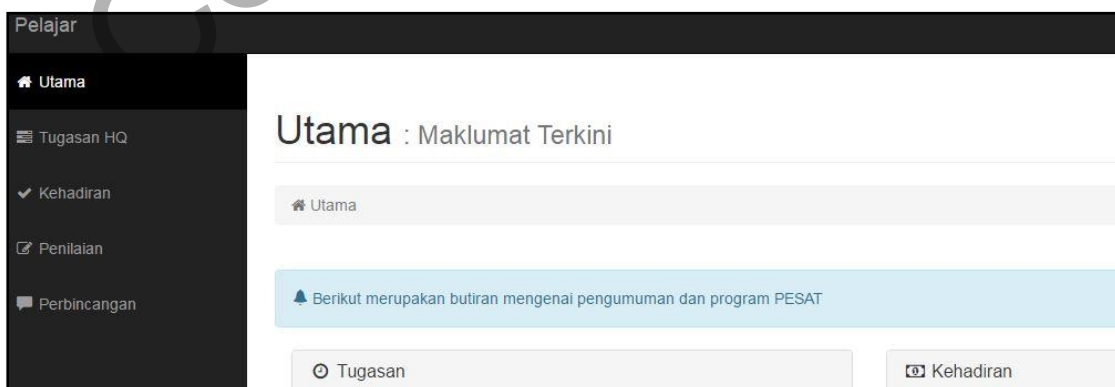 Pelajar
Utama
Tugasan HQ
Kehadiran
Penilaian
Perbincangan
Utama : Maklumat Terkini
Utama
Berikut merupakan butiran mengenai pengumuman dan program PESAT
Tugasan
Kehadiran